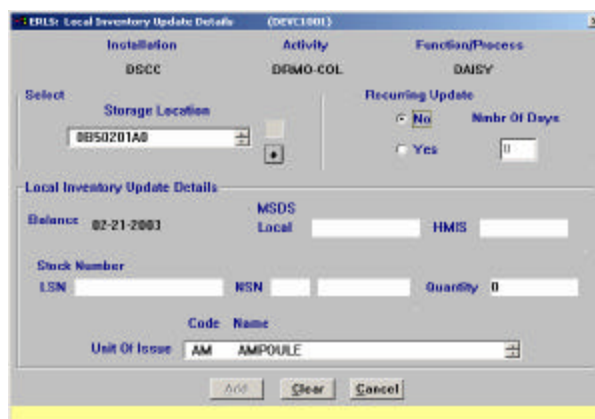 ERLS: Local Inventory Update Details (DEVC1001)
Installation Activity Function/Process
DSCC DRMO-COL DAISY
Select Recurring Update
Storage Location No Nmbr Of Days
0B50201A0
Yes 0
Local Inventory Update Details
Balance 02-21-2003 MSDS Local HMIS
Stock Number
LSN NSN Quantity 0
Code Name
Unit Of Issue AM AMPOULE
Add Clear Cancel